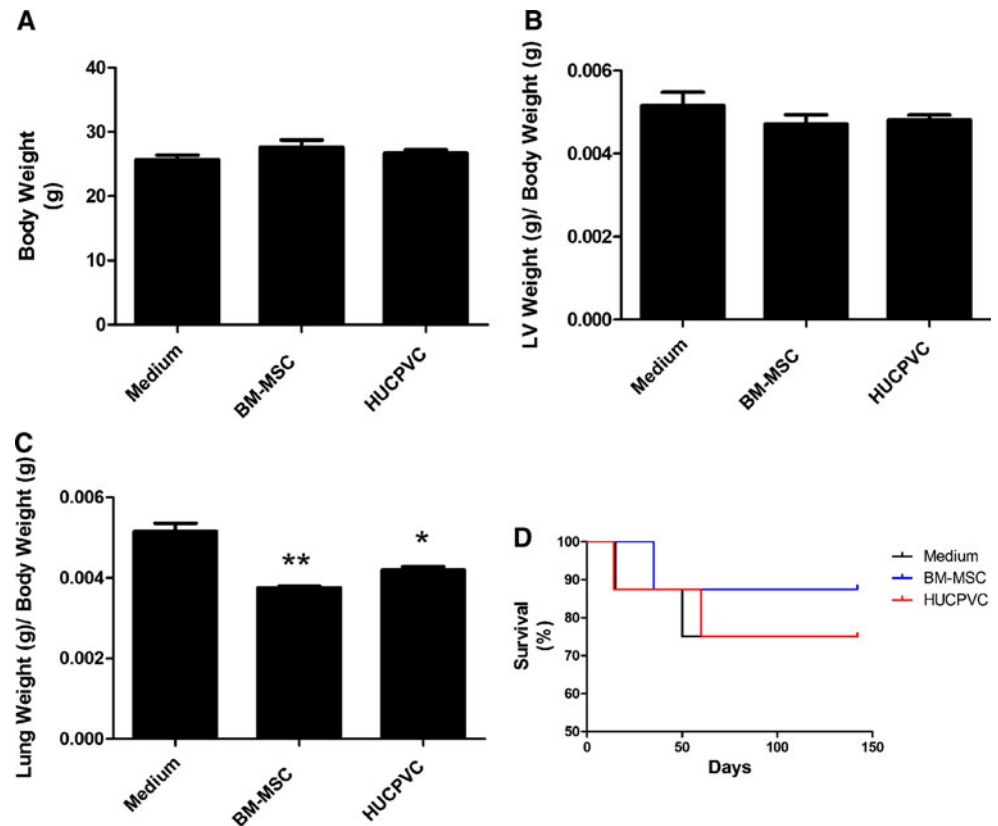 A
Body Weight
(g)
40
30
20
10
0
Medium
BM-MSC
HUCPVC
B
LV Weight (g)/ Body Weight (g)
0.006
0.004
0.002
0.000
Medium
BM-MSC
HUCPVC
C
Lung Weight (g)/ Body Weight (g)
0.006
0.004
0.002
0.000
**
*
Medium
BM-MSC
HUCPVC
D
Survival
(%)
100
90
80
70
60
50
0
50
100
150
Days
Medium
BM-MSC
HUCPVC